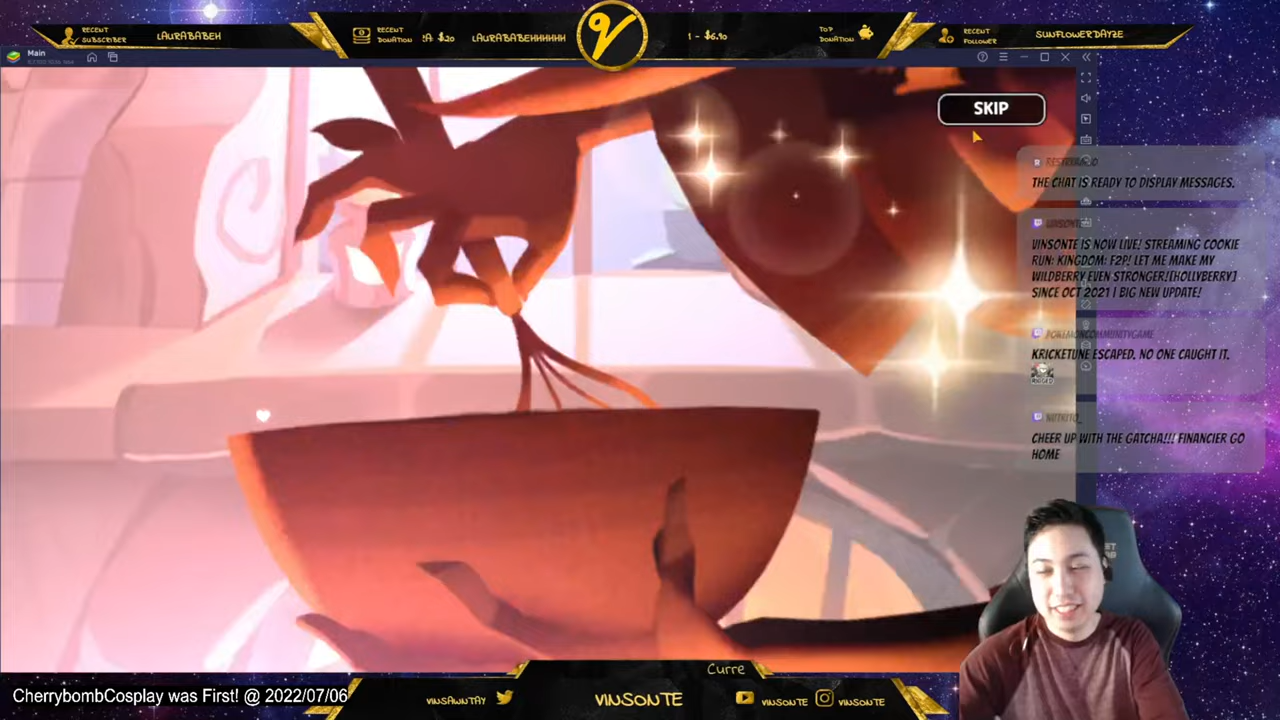 RECENT SUBSCRIBER
LAURABABEH
RECENT DONATION
LAURABABEHHHHHH
1 - $6.90
TOP DONATION
RECENT FOLLOWER
SUNFLOWERDAYZE
Main
SKIP
THE CHAT IS READY TO DISPLAY MESSAGES.
VINSONTE
VINSONTE IS NOW LIVE! STREAMING COOKIE
RUN: KINGDOM: F2P! LET ME MAKE MY
WILDBERRY EVEN STRONGER![HOLLYBERRY]
SINCE OCT 2021 | BIG NEW UPDATE!
POKEMONCOMMUNITYGAME
KRICKETUNE ESCAPED. NO ONE CAUGHT IT.
CHEER UP WITH THE GATCHA!!! FINANCIER GO
HOME
Curre
CherrybombCosplay was First! @ 2022/07/06
VINSAWNTAY
VINSONTE
VINSONTE
VINSONTE